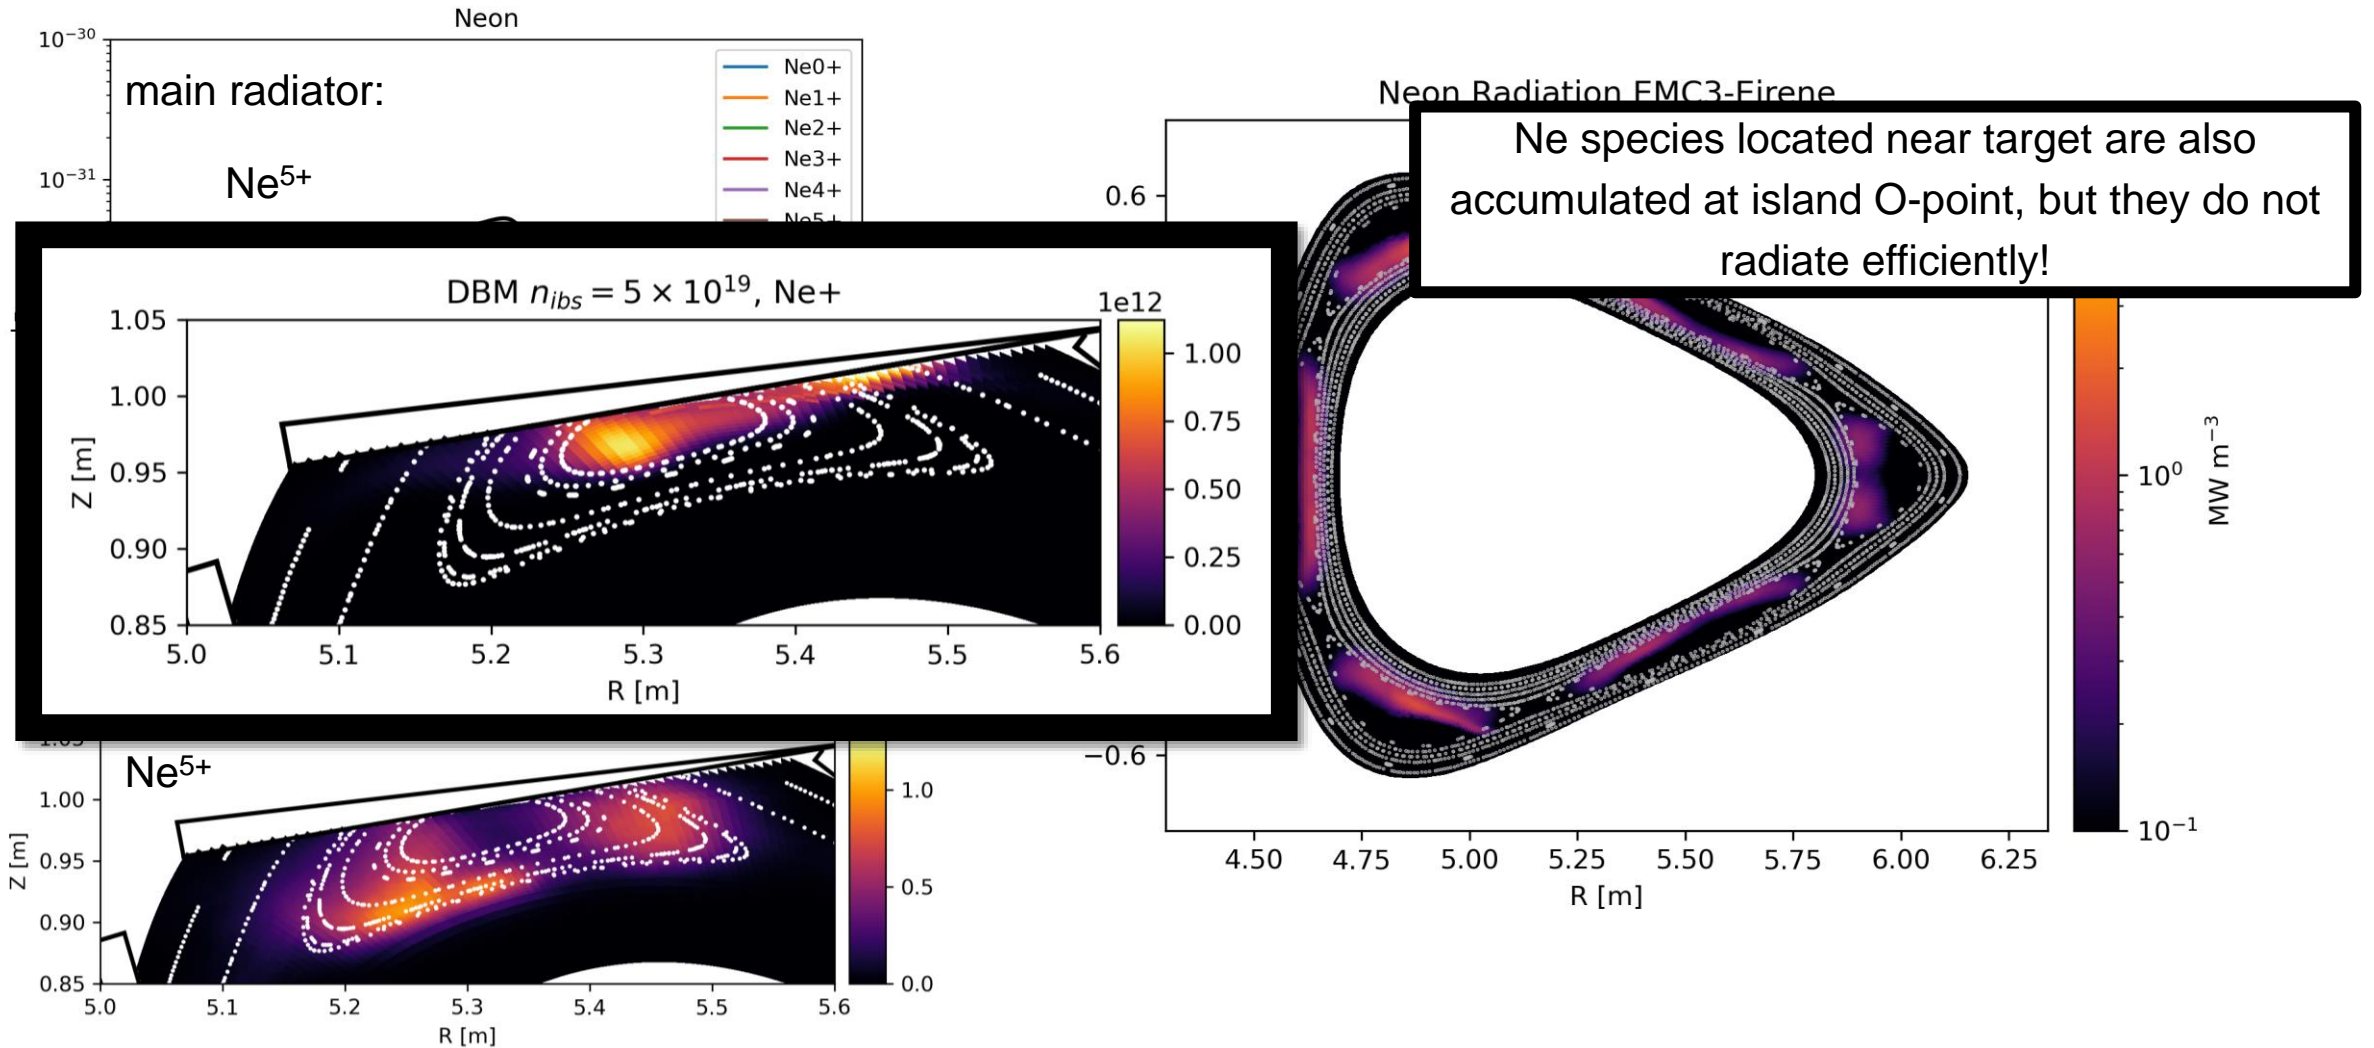 Neon
10⁻³⁰
10⁻³¹
main radiator:
Ne⁵⁺
Ne0+
Ne1+
Ne2+
Ne3+
Ne4+
Ne5+
Neon Radiation EMC3-Eirene
Ne species located near target are also
accumulated at island O-point, but they do not
radiate efficiently!
0.6
−0.6
4.50 4.75 5.00 5.25 5.50 5.75 6.00 6.25
R [m]
10⁰
10⁻¹
MW m⁻³
DBM n_ibs = 5 × 10¹⁹, Ne+
1e12
1.05
1.00
0.95
0.90
0.85
Z [m]
5.0 5.1 5.2 5.3 5.4 5.5 5.6
R [m]
1.00
0.75
0.50
0.25
0.00
Ne⁵⁺
1.05
1.00
0.95
0.90
0.85
Z [m]
5.0 5.1 5.2 5.3 5.4 5.5 5.6
R [m]
1.0
0.5
0.0